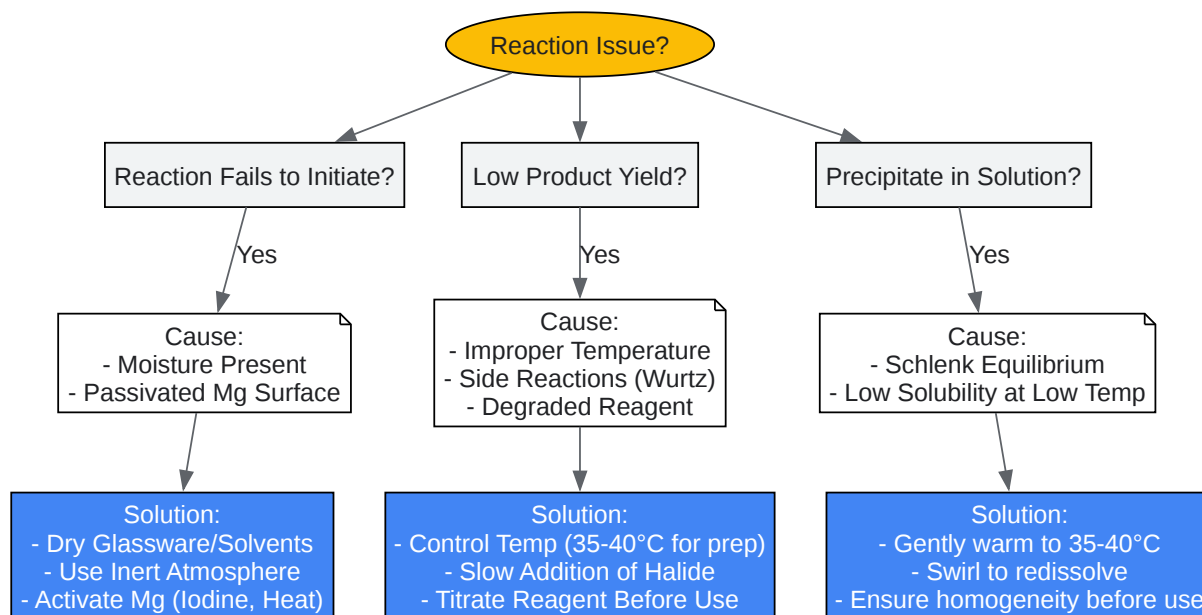 Reaction Issue?
Reaction Fails to Initiate?
Low Product Yield?
Precipitate in Solution?
Yes
Yes
Yes
Cause:
- Moisture Present
- Passivated Mg Surface
Cause:
- Improper Temperature
- Side Reactions (Wurtz)
- Degraded Reagent
Cause:
- Schlenk Equilibrium
- Low Solubility at Low Temp
Solution:
- Dry Glassware/Solvents
- Use Inert Atmosphere
- Activate Mg (Iodine, Heat)
Solution:
- Control Temp (35-40°C for prep)
- Slow Addition of Halide
- Titrate Reagent Before Use
Solution:
- Gently warm to 35-40°C
- Swirl to redissolve
- Ensure homogeneity before use